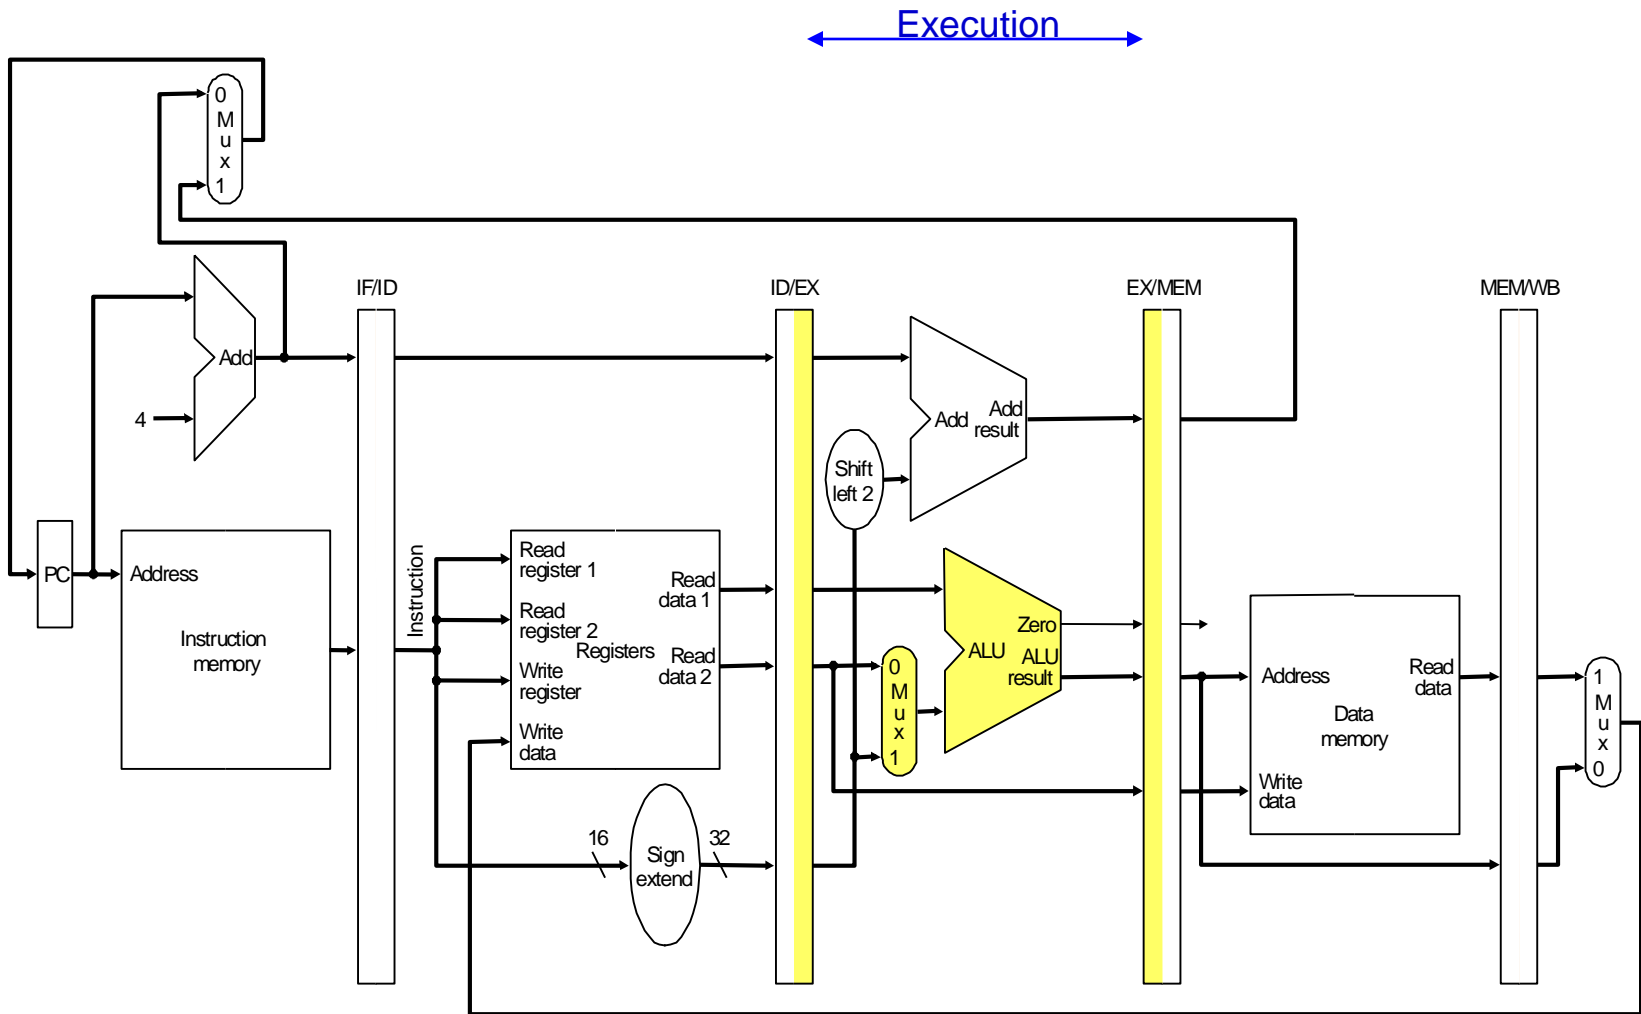 Execution
0
M
u
x
1
IF/ID
ID/EX
EX/MEM
MEM/WB
Add
4
Add
Add
result
Shift
left 2
PC
Address
Instruction
memory
Instruction
Read
register 1
Read
register 2
Registers
Write
register
Write
data
Read
data 1
Read
data 2
16
Sign
extend
32
0
M
u
x
1
Zero
ALU
ALU
result
Address
Read
data
Data
memory
Write
data
1
M
u
x
0